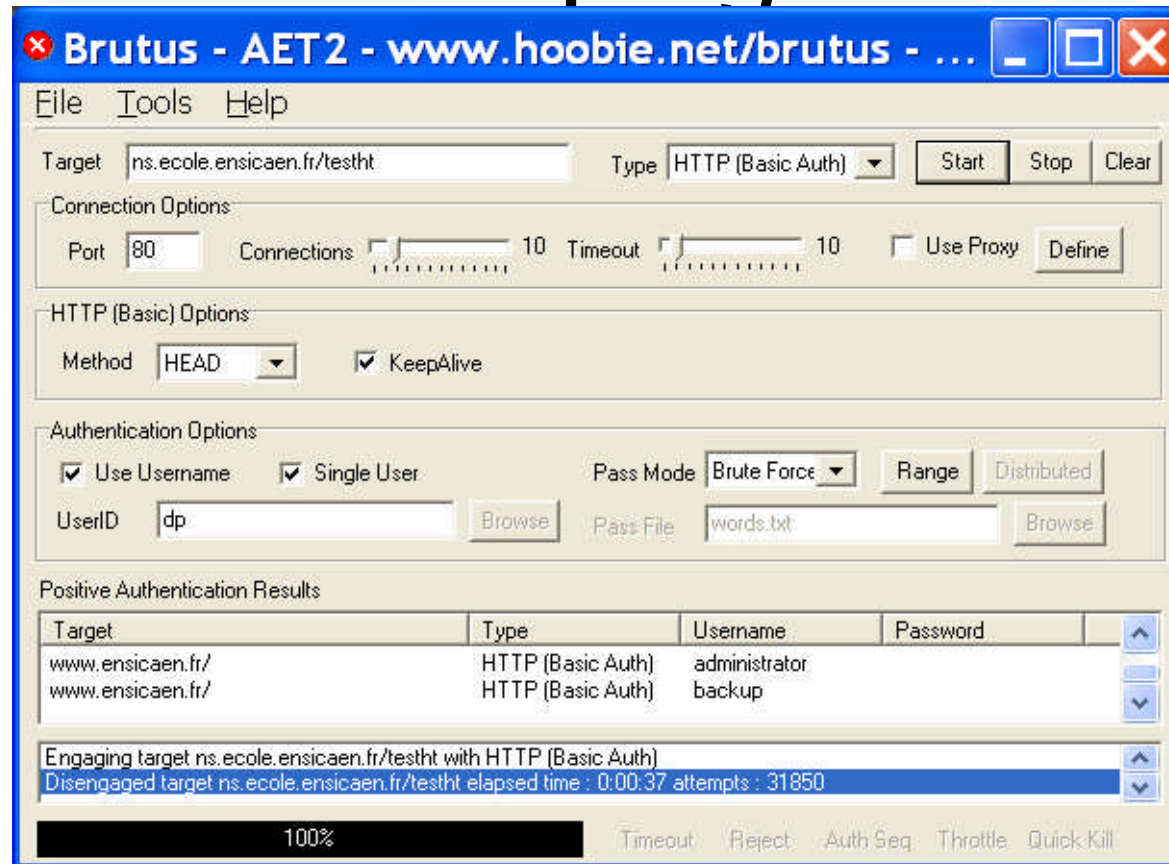 Brutus - AET2 - www.hoobie.net/brutus - ...
File Tools Help
Target ns.ecole.ensicaen.fr/testht Type HTTP (Basic Auth) Start Stop Clear
Connection Options
Port 80 Connections 10 Timeout 10 Use Proxy Define
HTTP (Basic) Options
Method HEAD KeepAlive
Authentication Options
Use Username Single User Pass Mode Brute Force Range Distributed
UserID dp Browse Pass File words.txt Browse
Positive Authentication Results
Target Type Username Password
www.ensicaen.fr/ HTTP (Basic Auth) administrator
www.ensicaen.fr/ HTTP (Basic Auth) backup
Engaging target ns.ecole.ensicaen.fr/testht with HTTP (Basic Auth)
Disengaged target ns.ecole.ensicaen.fr/testht elapsed time : 0:00:37 attempts : 31850
100% Timeout Reject Auth Seq Throttle Quick Kill